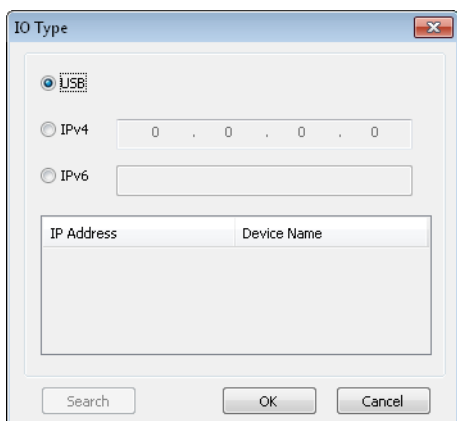 IO Type
USB
IPv4 0 . 0 . 0 . 0
IPv6
IP Address Device Name
Search OK Cancel